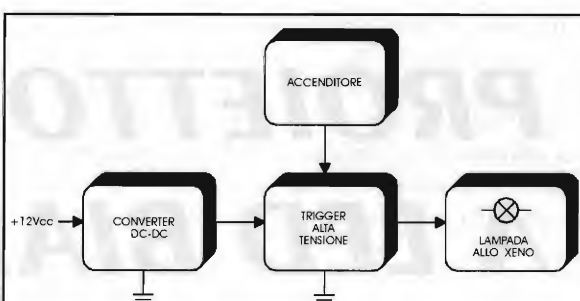 ACCENDITORE
+12Vcc
CONVERTER
DC-DC
TRIGGER
ALTA
TENSIONE
LAMPADA
ALLO XENO